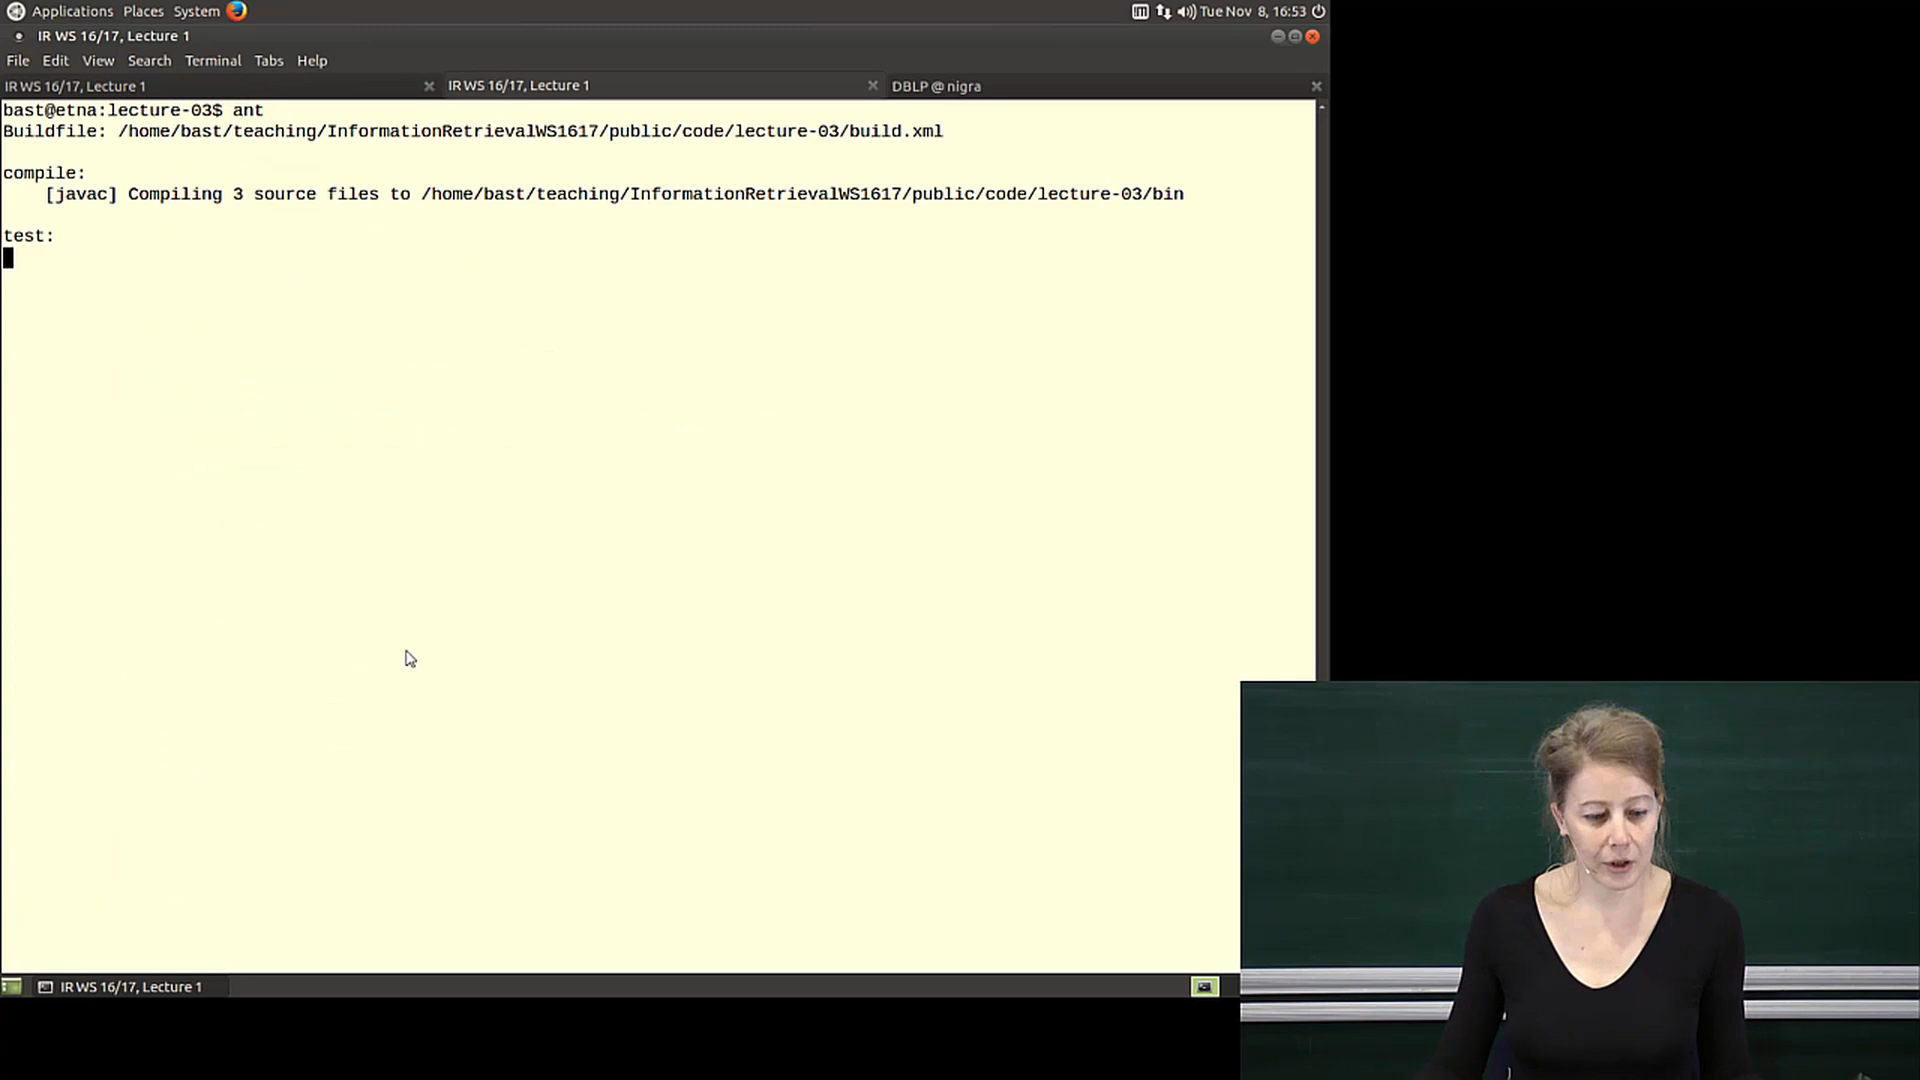 Applications Places System
Tue Nov 8, 16:53
IR WS 16/17, Lecture 1
File Edit View Search Terminal Tabs Help
IR WS 16/17, Lecture 1
IR WS 16/17, Lecture 1
DBLP @ nigra
bast@etna:lecture-03$ ant
Buildfile: /home/bast/teaching/InformationRetrievalWS1617/public/code/lecture-03/build.xml
compile:
[javac] Compiling 3 source files to /home/bast/teaching/InformationRetrievalWS1617/public/code/lecture-03/bin
test:
IR WS 16/17, Lecture 1